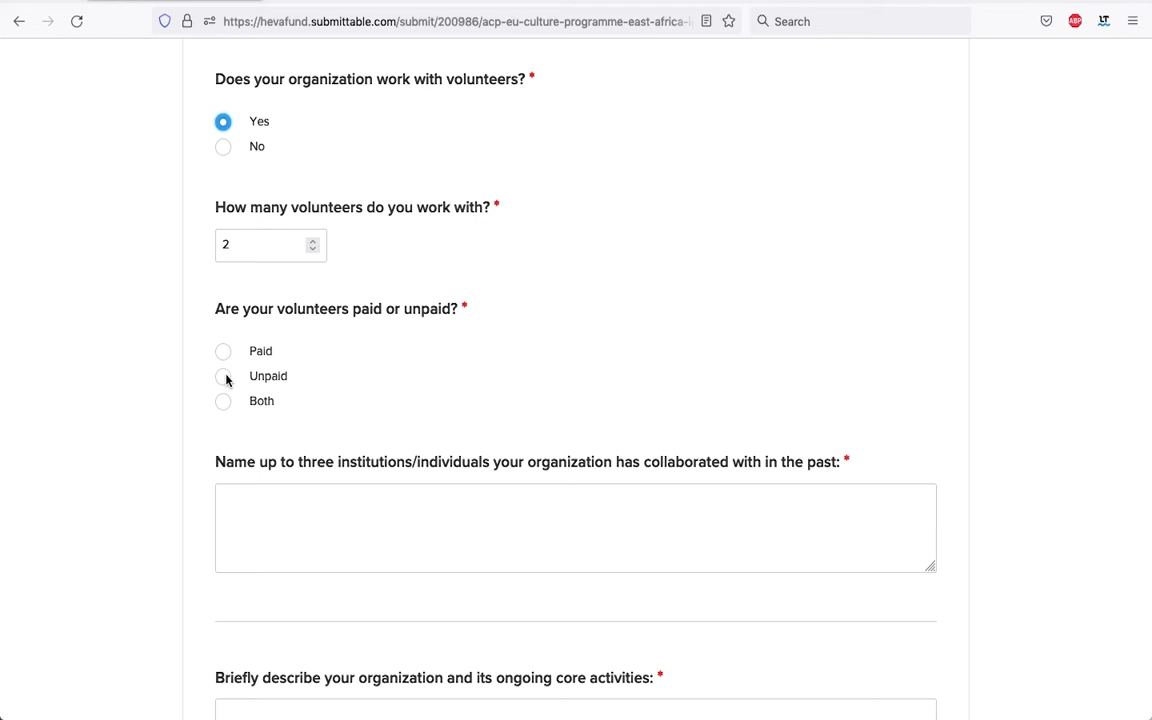 https://hevafund.submittable.com/submit/200986/acp-eu-culture-programme-east-africa-
Search
ABP
LT
Does your organization work with volunteers? *
Yes
No
How many volunteers do you work with? *
2
Are your volunteers paid or unpaid? *
Paid
Unpaid
Both
Name up to three institutions/individuals your organization has collaborated with in the past: *
Briefly describe your organization and its ongoing core activities: *